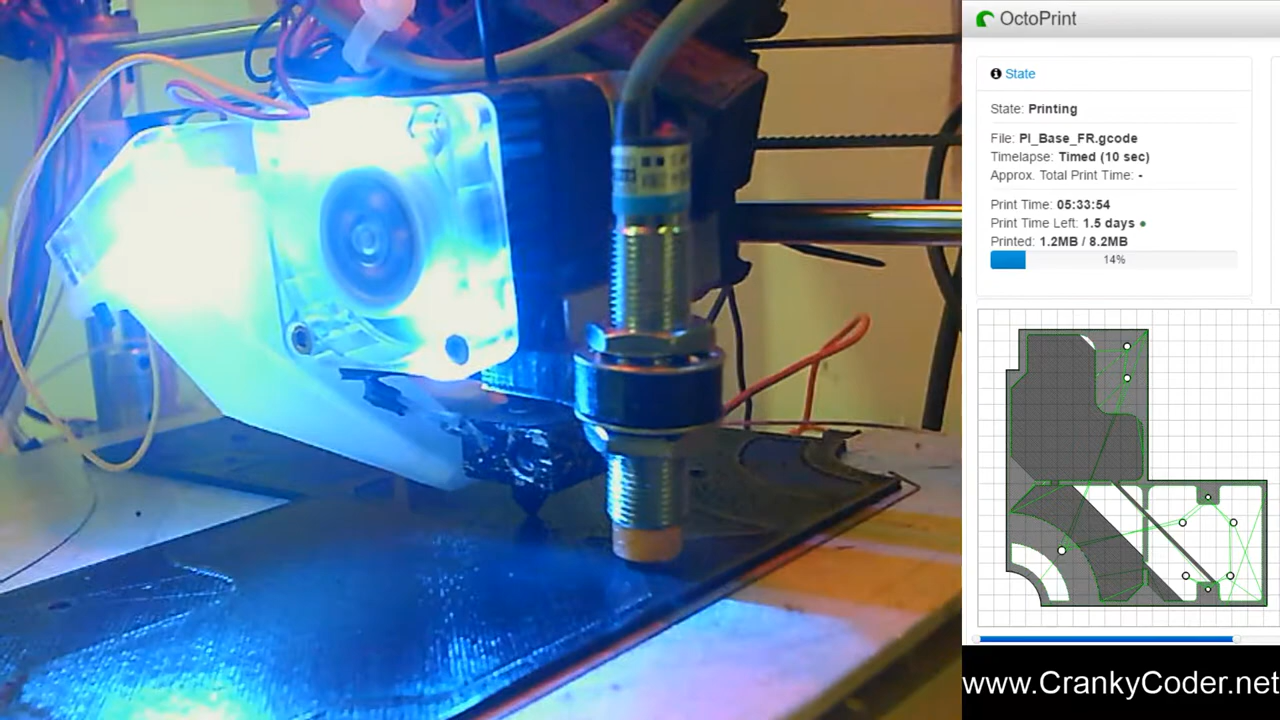 OctoPrint
State
State: Printing
File: PI_Base_FR.gcode
Timelapse: Timed (10 sec)
Approx. Total Print Time: -
Print Time: 05:33:54
Print Time Left: 1.5 days
Printed: 1.2MB / 8.2MB
14%
www.CrankyCoder.net